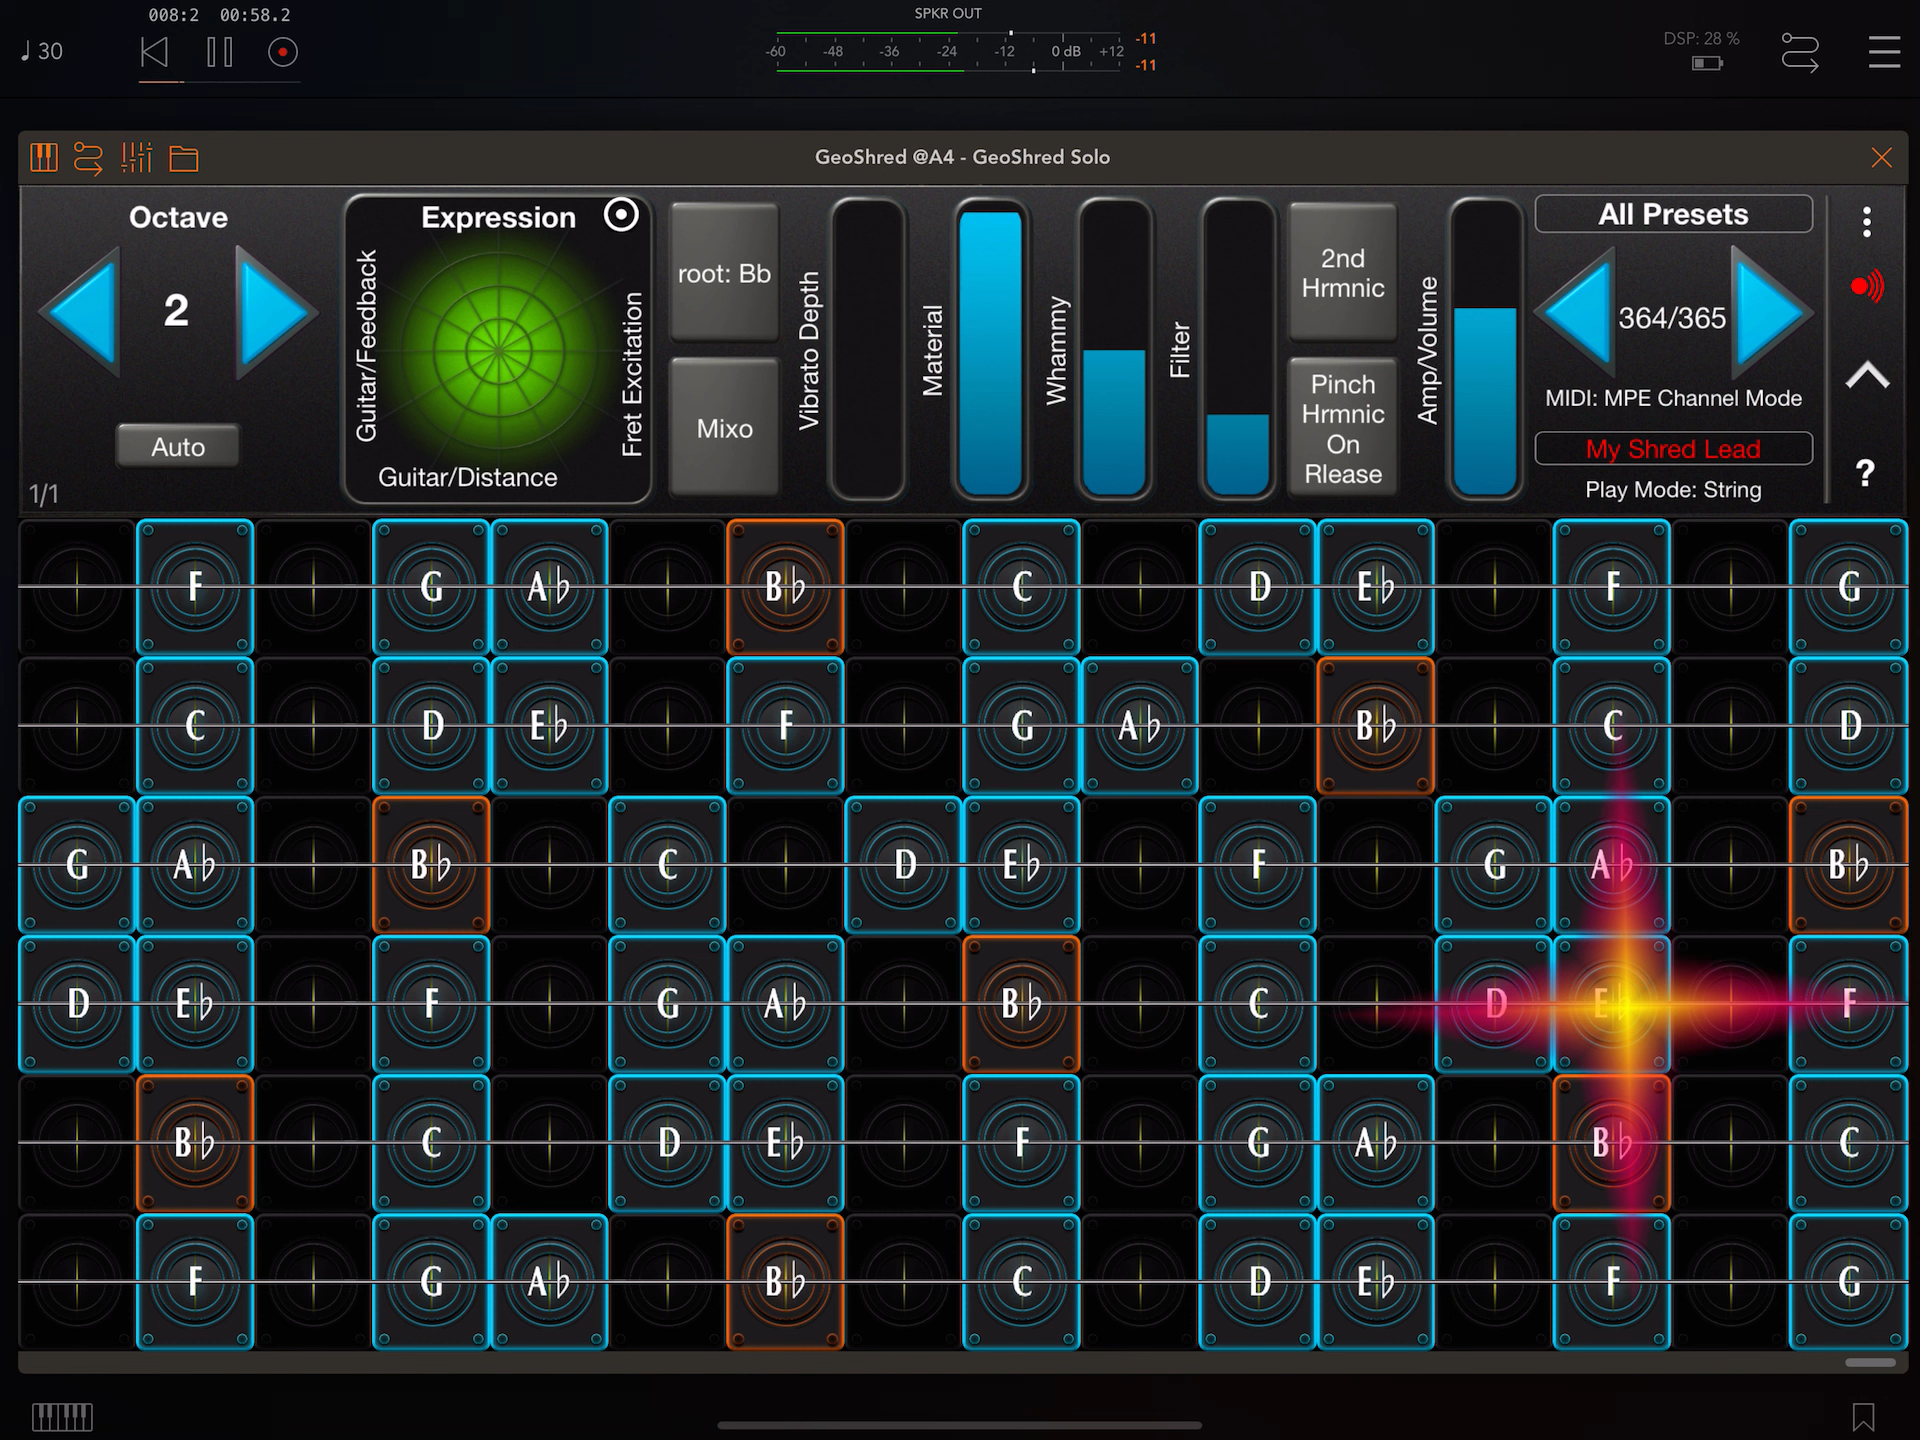 008:2 00:58.2
SPKR OUT
♩ 30
-60 -48 -36 -24 -12 0 dB +12
-11
-11
DSP: 28 %
GeoShred @A4 - GeoShred Solo
Octave
2
Auto
1/1
Expression
Guitar/Feedback
Fret Excitation
Guitar/Distance
root: Bb
Mixo
Vibrato Depth
Material
Whammy
Filter
2nd
Hrmnic
Pinch
Hrmnic
On
Rlease
Amp/Volume
All Presets
364/365
MIDI: MPE Channel Mode
My Shred Lead
Play Mode: String
?
F G A♭ B♭ C D E♭ F G
C D E♭ F G A♭ B♭ C D
G A♭ B♭ C D E♭ F G A♭ B♭
D E♭ F G A♭ B♭ C D E♭ F
B♭ C D E♭ F G A♭ B♭ C
F G A♭ B♭ C D E♭ F G